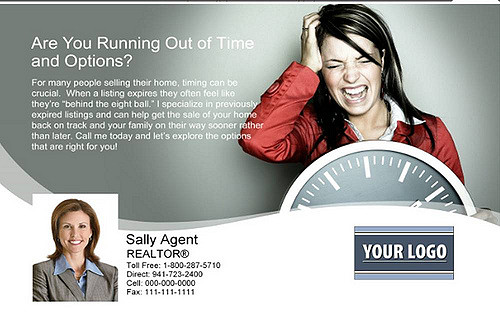 Are You Running Out of Time
and Options?
For many people selling their home, timing can be
crucial.  When a listing expires they often feel like
they're "behind the eight ball." I specialize in previously
expired listings and can help get the sale of your home
back on track and your family on their way sooner rather
than later. Call me today and let's explore the options
that are right for you!
Sally Agent
REALTOR®
Toll Free: 1-800-287-5710
Direct: 941-723-2400
Cell: 000-000-0000
Fax: 111-111-1111
YOUR LOGO